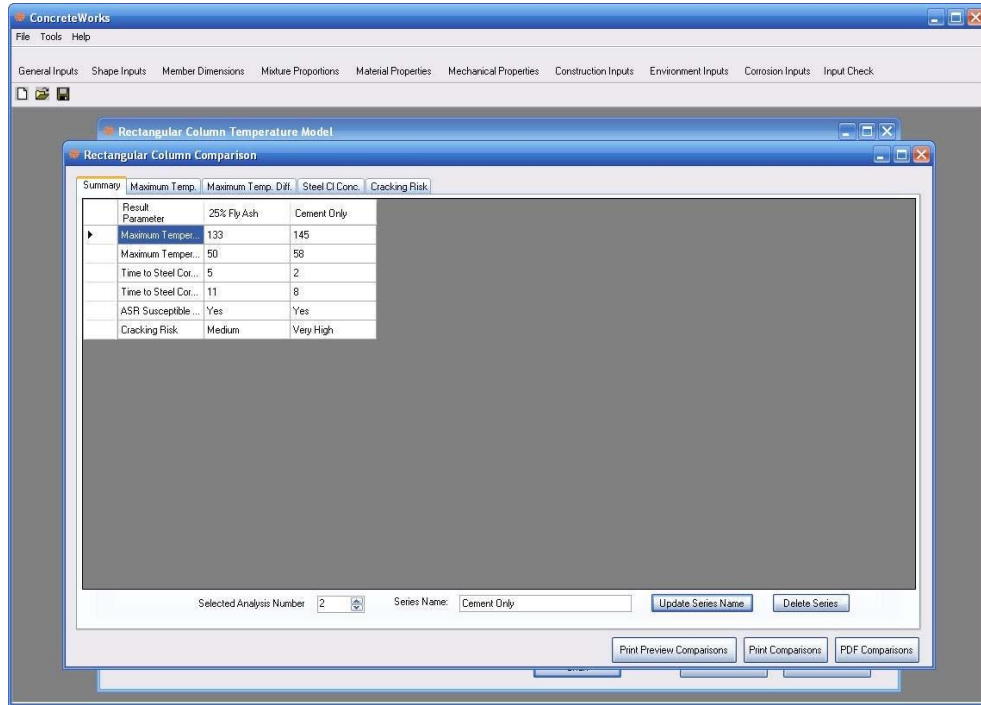 ConcreteWorks
File Tools Help
General Inputs Shape Inputs Member Dimensions Mixture Proportions Material Properties Mechanical Properties Construction Inputs Environment Inputs Corrosion Inputs Input Check
Rectangular Column Temperature Model
Rectangular Column Comparison
Summary Maximum Temp. Maximum Temp. Diff. Steel Cl Conc. Cracking Risk
Result
Parameter 25% Fly Ash Cement Only
Maximum Temper... 133 145
Maximum Temper... 50 58
Time to Steel Cor... 5 2
Time to Steel Cor... 11 8
ASR Susceptible ... Yes Yes
Cracking Risk Medium Very High
Selected Analysis Number 2 Series Name: Cement Only Update Series Name Delete Series
Print Preview Comparisons Print Comparisons PDF Comparisons